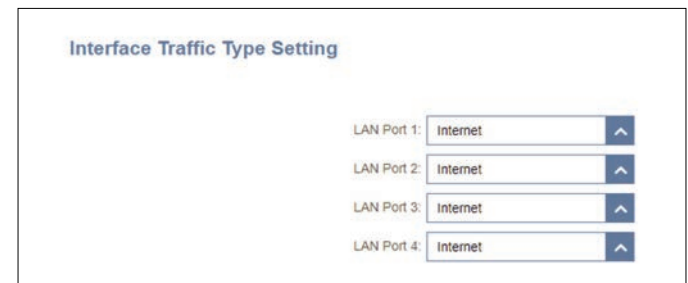 Interface Traffic Type Setting
LAN Port 1: Internet
LAN Port 2: Internet
LAN Port 3: Internet
LAN Port 4: Internet